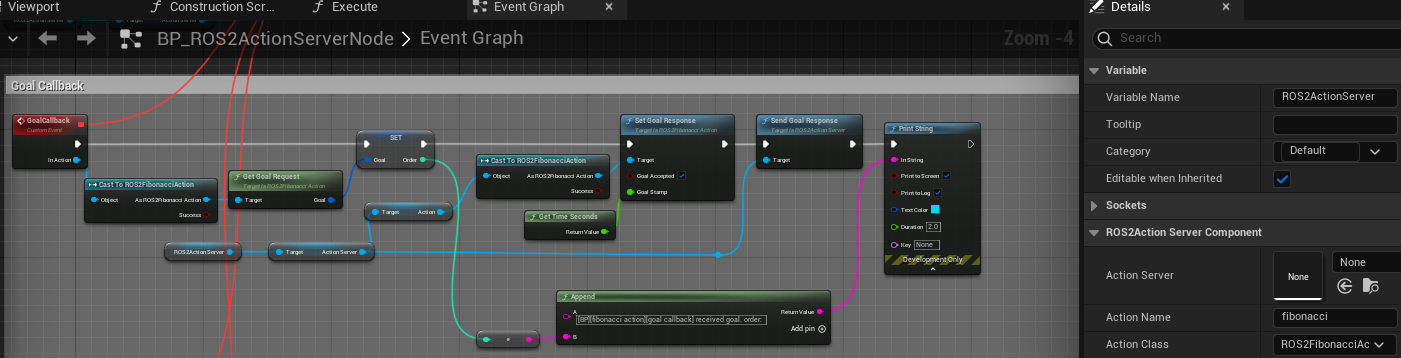 Viewport
Construction Scr...
Execute
Event Graph
Details
BP_ROS2ActionServerNode > Event Graph
Zoom -4
Search
Goal Callback
Variable
Variable Name
ROS2ActionServer
Tooltip
Category
Default
Editable when Inherited
Sockets
ROS2Action Server Component
Action Server
None
None
Action Name
fibonacci
Action Class
ROS2FibonacciAc
GoalCallback
Custom Event
In Action
Cast To ROS2FibonacciAction
Object
As ROS2Fibonacci Action
Success
Get Goal Request
Target is ROS2Fibonacci Action
Target
Goal
SET
Goal
Order
Target
Action
ROS2Action Server
Target
Action Server
Cast To ROS2FibonacciAction
Object
As ROS2Fibonacci Action
Success
Get Time Seconds
Return Value
Set Goal Response
Target is ROS2Fibonacci Action
Target
Goal Accepted
Goal Stamp
Send Goal Response
Target is ROS2Action Server
Target
Print String
In String
Print to Screen
Print to Log
Text Color
Duration
2.0
Key
None
Development Only
Append
A
[BP][fibonacci action][goal callback] received goal. order:
B
Return Value
Add pin